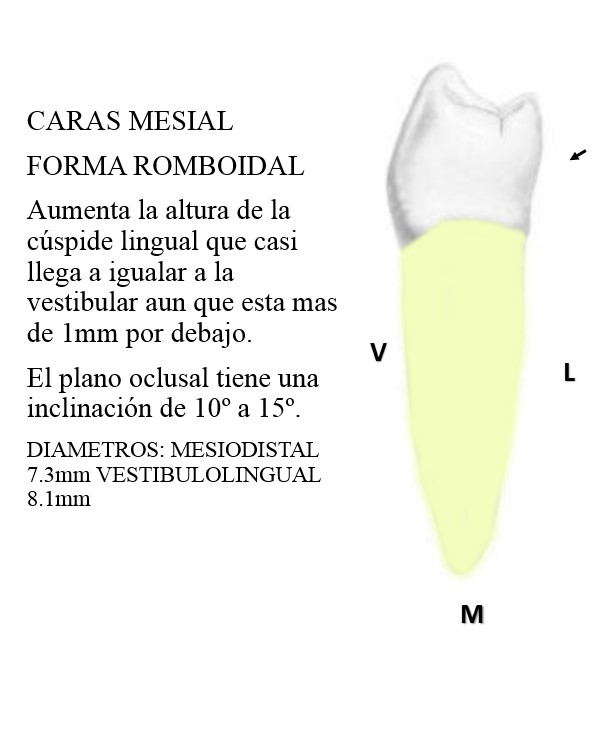 CARAS MESIAL
FORMA ROMBOIDAL
Aumenta la altura de la
cúspide lingual que casi
llega a igualar a la
vestibular aun que esta mas
de 1mm por debajo.
El plano oclusal tiene una
inclinación de 10º a 15º.
DIAMETROS: MESIODISTAL
7.3mm VESTIBULOLINGUAL
8.1mm
V
L
M